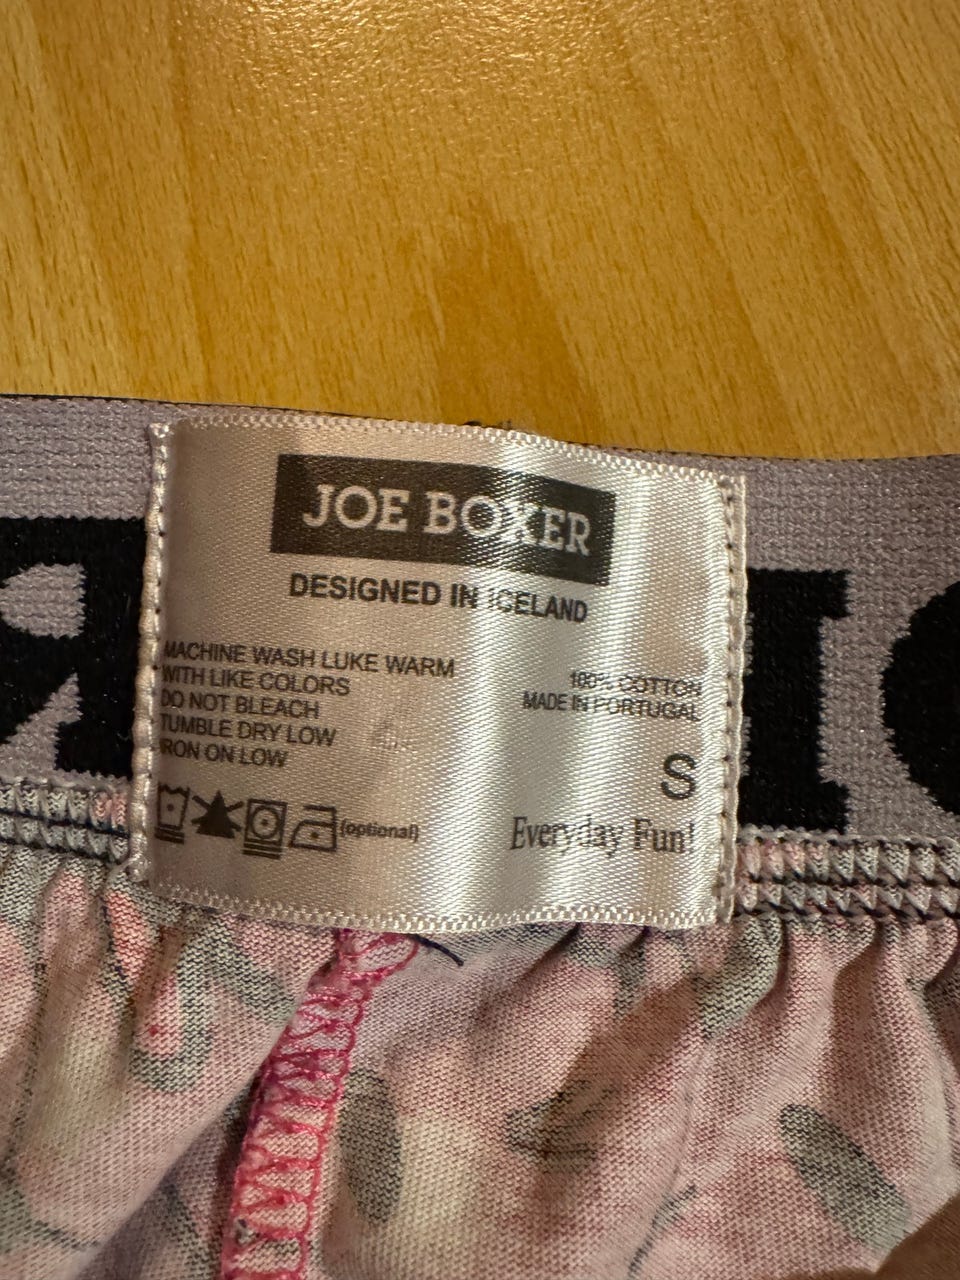 JOE BOXER
DESIGNED IN ICELAND
MACHINE WASH LUKE WARM
WITH LIKE COLORS
DO NOT BLEACH
TUMBLE DRY LOW
IRON ON LOW
(optional)
100% COTTON
MADE IN PORTUGAL
S
Everyday Fun!